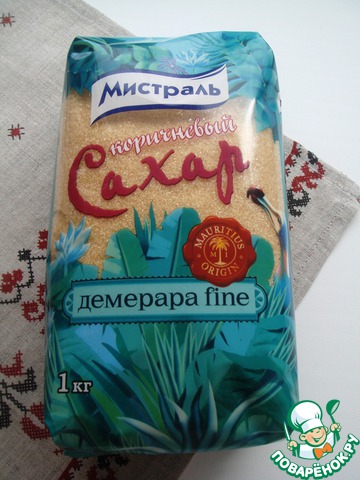 Мистраль
коричневый
Сахар
MAURITIUS
ORIGIN
демерара fine
1 кг
ПОВАРЁНОК.РУ